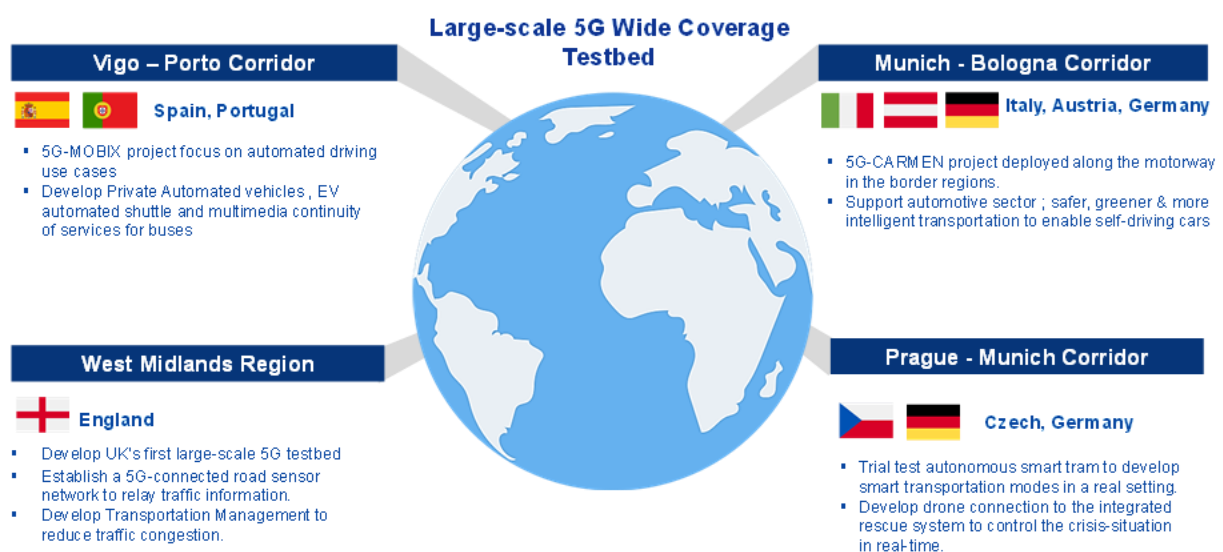 Large-scale 5G Wide Coverage
Testbed
Vigo – Porto Corridor
Spain, Portugal
▪ 5G-MOBIX project focus on automated driving
use cases
▪ Develop Private Automated vehicles , EV
automated shuttle and multimedia continuity
of services for buses
Munich - Bologna Corridor
Italy, Austria, Germany
▪ 5G-CARMEN project deployed along the motorway
in the border regions.
▪ Support automotive sector ; safer, greener & more
intelligent transportation to enable self-driving cars
West Midlands Region
England
▪ Develop UK's first large-scale 5G testbed
▪ Establish a 5G-connected road sensor
network to relay traffic information.
▪ Develop Transportation Management to
reduce traffic congestion.
Prague - Munich Corridor
Czech, Germany
▪ Trial test autonomous smart tram to develop
smart transportation modes in a real setting.
▪ Develop drone connection to the integrated
rescue system to control the crisis-situation
in real-time.